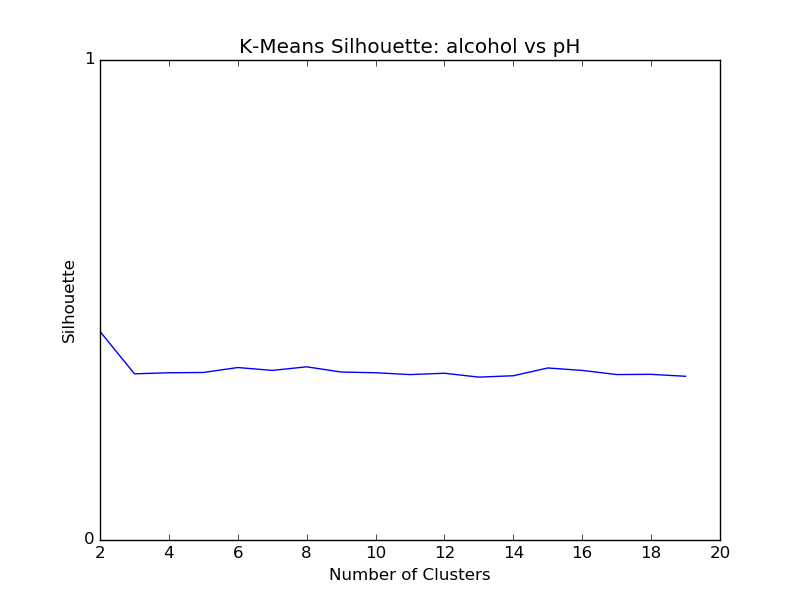 K-Means Silhouette: alcohol vs pH
1
Silhouette
0
2 4 6 8 10 12 14 16 18 20
Number of Clusters